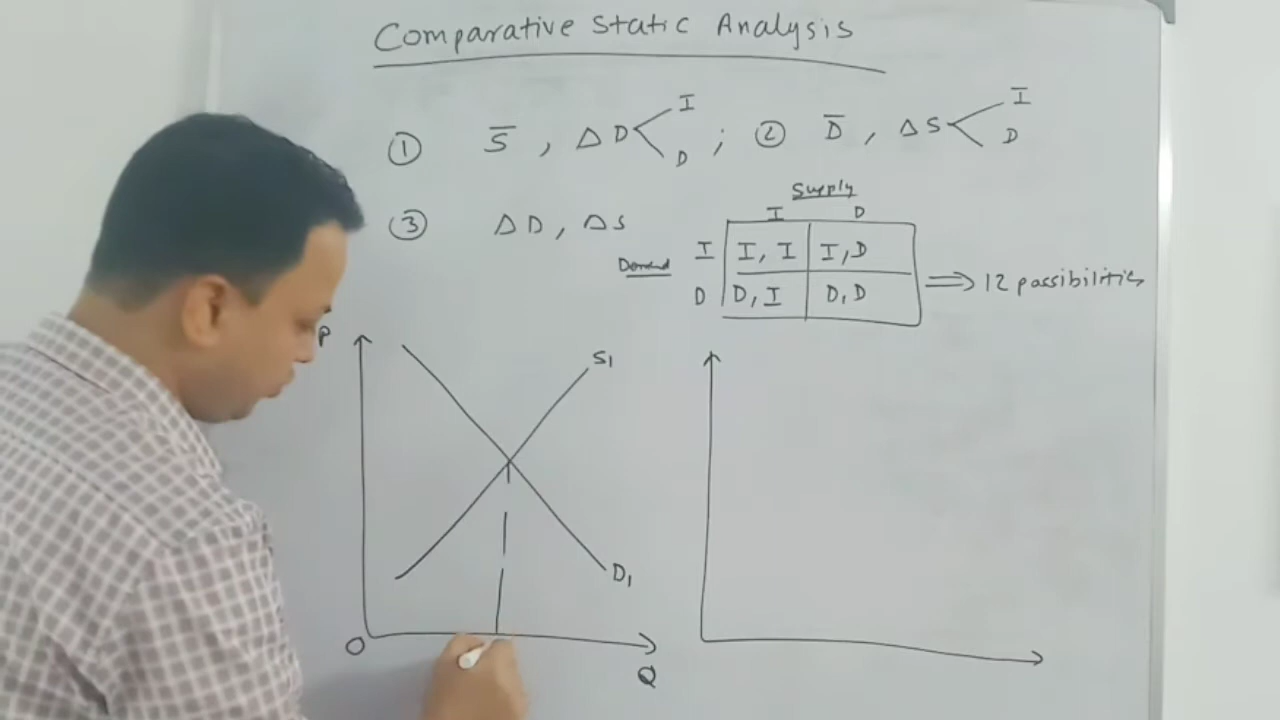 Comparative Static Analysis
① S̅ , ΔD < I D ; ② D̅ , ΔS < I D
Supply
I D
③ ΔD , ΔS
Demand
I I, I I, D
D D, I D, D
⟹ 12 possibilities
P
S₁
D₁
O
Q